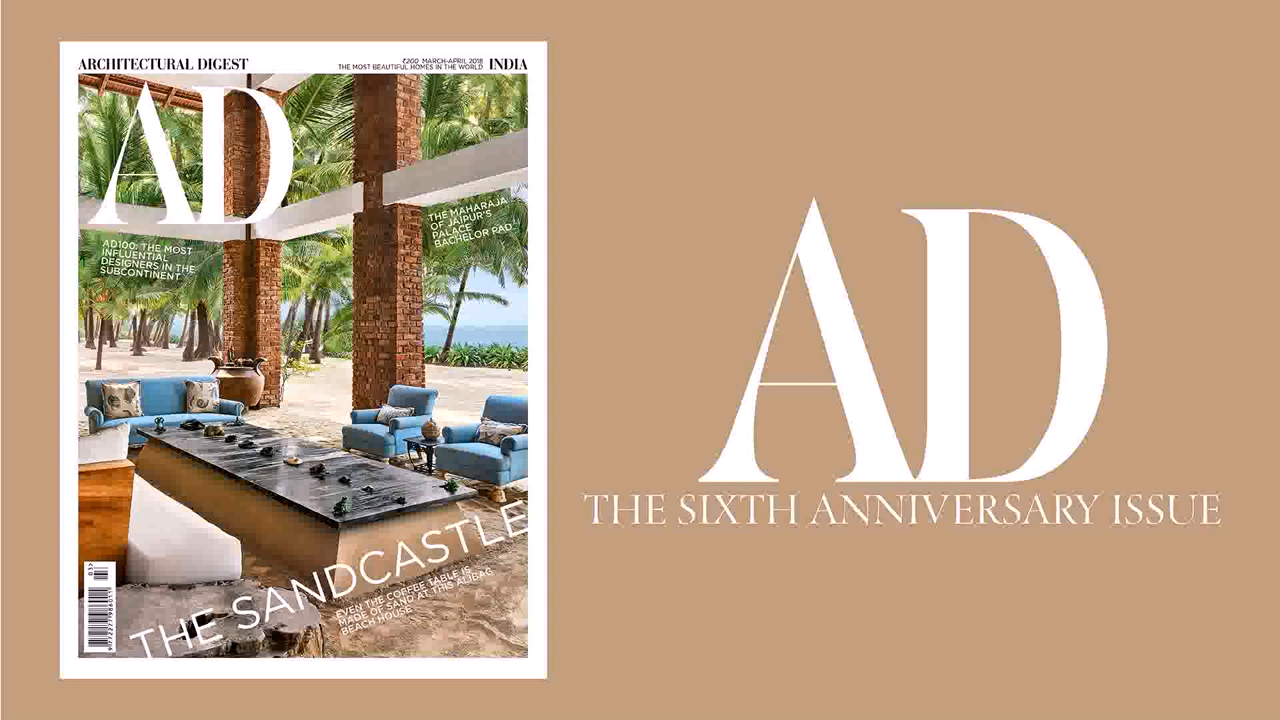 ARCHITECTURAL DIGEST
₹200 MARCH-APRIL 2018
THE MOST BEAUTIFUL HOMES IN THE WORLD INDIA
AD
AD100: THE MOST
INFLUENTIAL
DESIGNERS IN THE
SUBCONTINENT
THE MAHARAJA
OF JAIPUR'S
PALACE
BACHELOR PAD
THE SANDCASTLE
EVEN THE COFFEE TABLE IS
MADE OF SAND AT THIS ALIBAG
BEACH HOUSE
AD
THE SIXTH ANNIVERSARY ISSUE